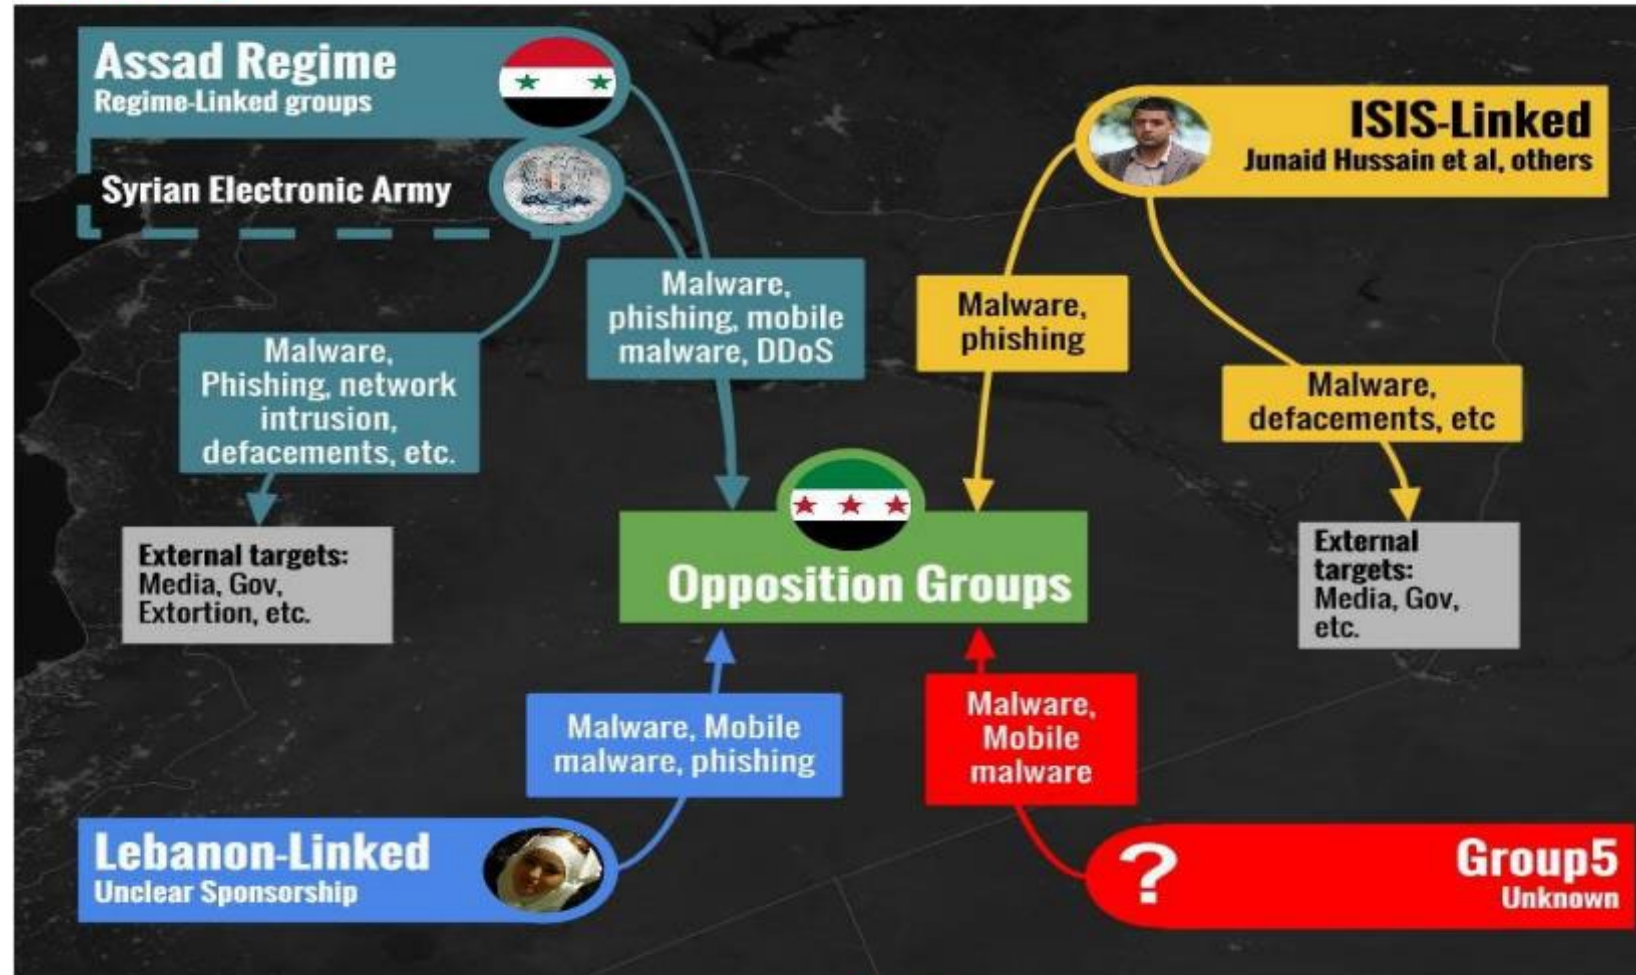 Assad Regime
Regime-Linked groups
Syrian Electronic Army
ISIS-Linked
Junaid Hussain et al, others
Malware,
phishing, mobile
malware, DDoS
Malware,
phishing
Malware,
Phishing, network
intrusion,
defacements, etc.
Malware,
defacements, etc
External targets:
Media, Gov,
Extortion, etc.
Opposition Groups
External
targets:
Media, Gov,
etc.
Malware, Mobile
malware, phishing
Malware,
Mobile
malware
Lebanon-Linked
Unclear Sponsorship
?
Group5
Unknown